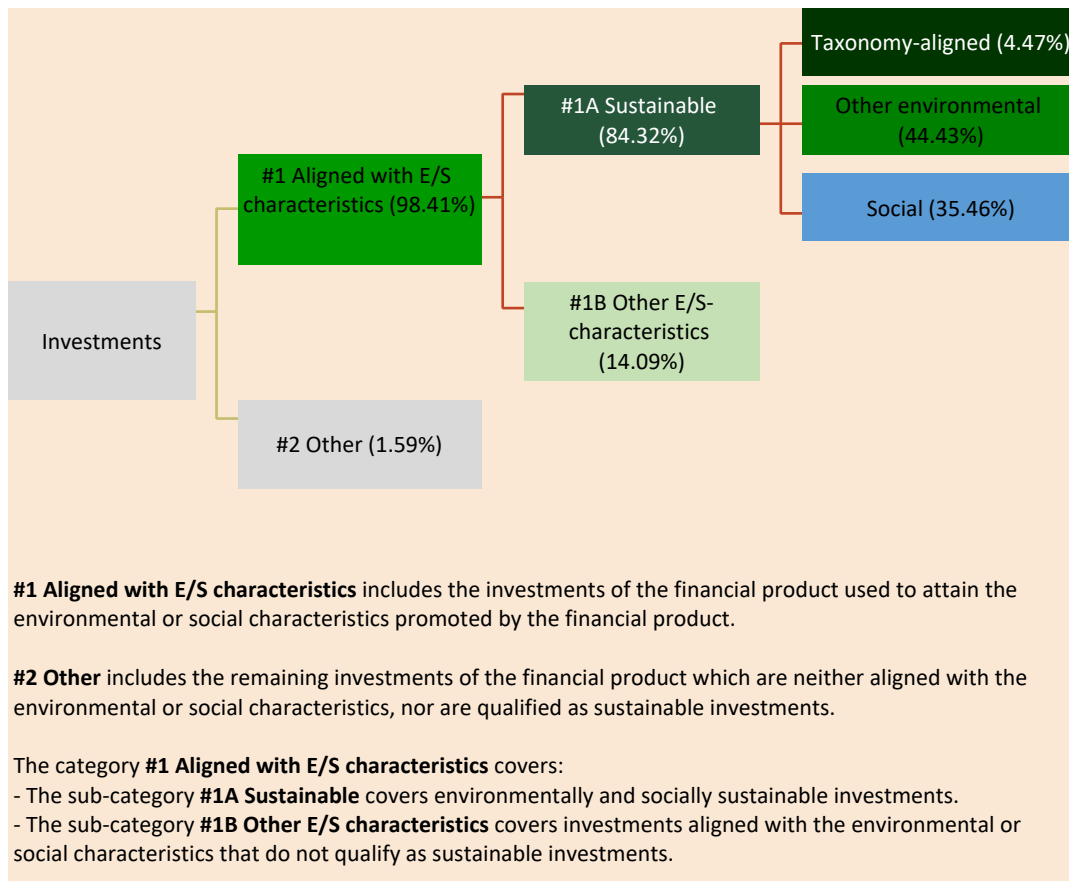 Taxonomy-aligned (4.47%)
#1A Sustainable
(84.32%)
Other environmental
(44.43%)
#1 Aligned with E/S
characteristics (98.41%)
Social (35.46%)
#1B Other E/S-
characteristics
(14.09%)
Investments
#2 Other (1.59%)
#1 Aligned with E/S characteristics includes the investments of the financial product used to attain the
environmental or social characteristics promoted by the financial product.
#2 Other includes the remaining investments of the financial product which are neither aligned with the
environmental or social characteristics, nor are qualified as sustainable investments.
The category #1 Aligned with E/S characteristics covers:
- The sub-category #1A Sustainable covers environmentally and socially sustainable investments.
- The sub-category #1B Other E/S characteristics covers investments aligned with the environmental or
social characteristics that do not qualify as sustainable investments.